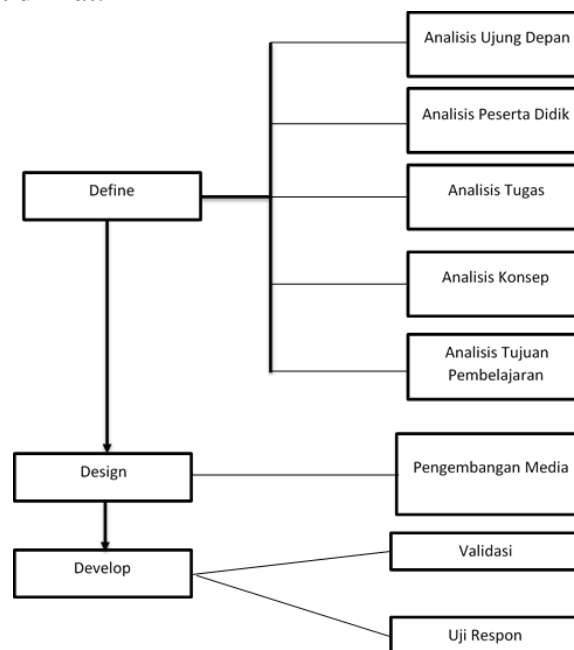 Analisis Ujung Depan
Analisis Peserta Didik
Define
Analisis Tugas
Analisis Konsep
Analisis Tujuan
Pembelajaran
Design
Pengembangan Media
Develop
Validasi
Uji Respon